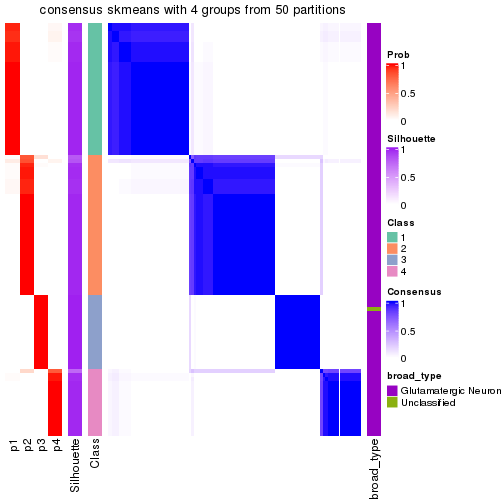 consensus skmeans with 4 groups from 50 partitions
Prob
1
0.5
0
Silhouette
1
0.5
0
Class
1
2
3
4
Consensus
1
0.5
0
broad_type
Glutamatergic Neuron
Unclassified
p1
p2
p3
p4
Silhouette
Class
broad_type